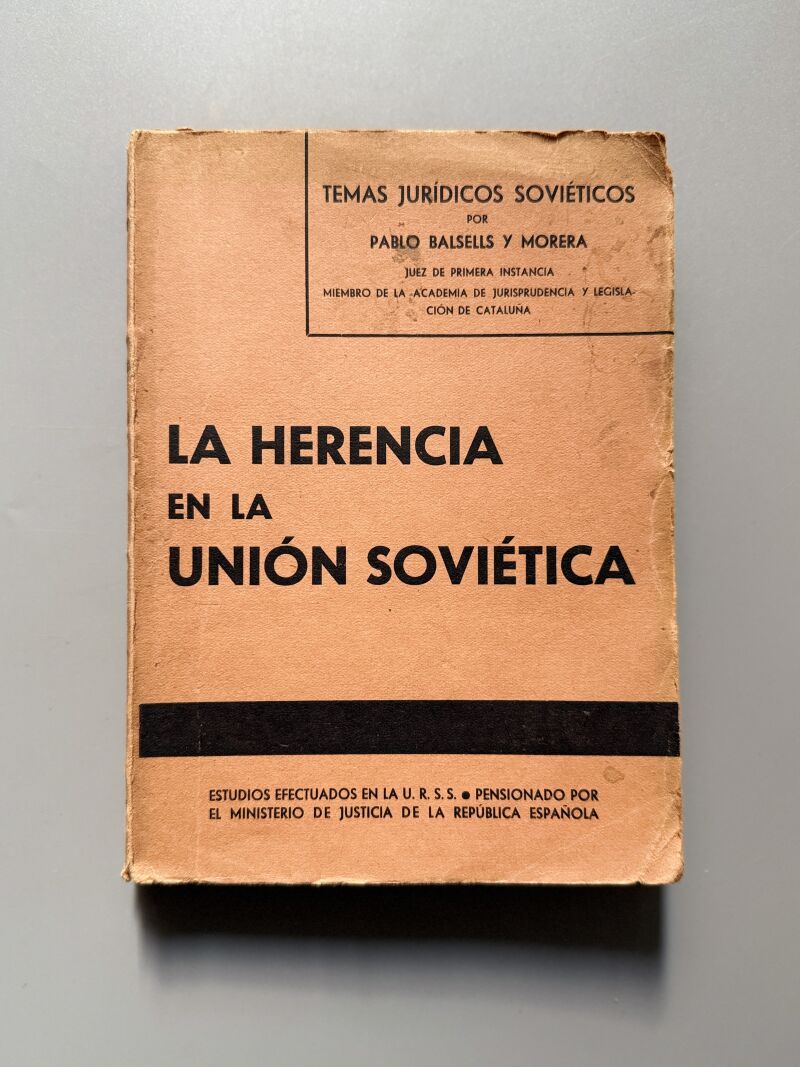 TEMAS JURÍDICOS SOVIÉTICOS
POR
PABLO BALSELLS Y MORERA
JUEZ DE PRIMERA INSTANCIA
MIEMBRO DE LA ACADEMIA DE JURISPRUDENCIA Y LEGISLA-
CIÓN DE CATALUÑA
LA HERENCIA
EN LA
UNIÓN SOVIÉTICA
ESTUDIOS EFECTUADOS EN LA U. R. S. S. ● PENSIONADO POR
EL MINISTERIO DE JUSTICIA DE LA REPÚBLICA ESPAÑOLA